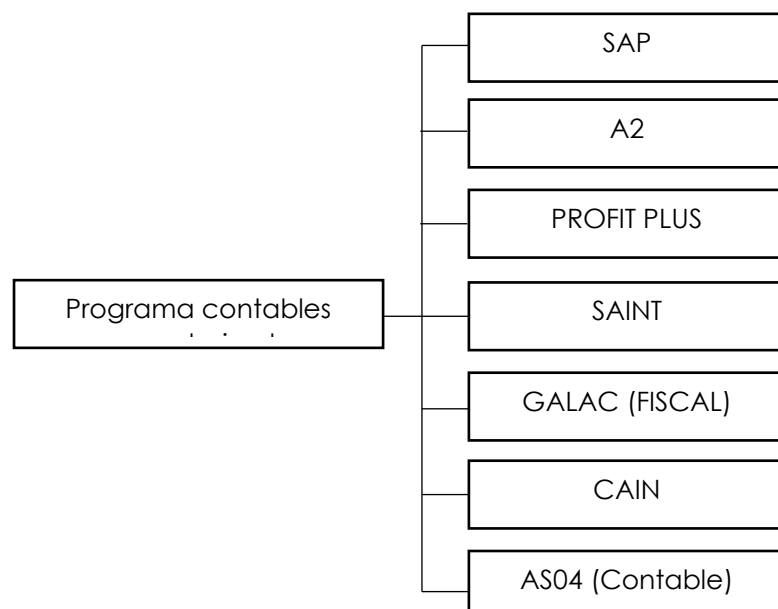 Programa contables
SAP
A2
PROFIT PLUS
SAINT
GALAC (FISCAL)
CAIN
AS04 (Contable)